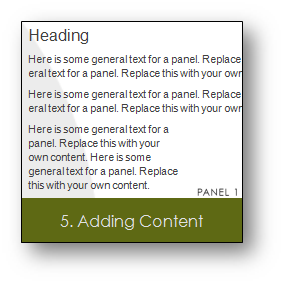 Heading
Here is some general text for a panel. Replace
eral text for a panel. Replace this with your own
Here is some general text for a panel. Replace
eral text for a panel. Replace this with your own
Here is some general text for a
panel. Replace this with your
own content. Here is some
general text for a panel. Replace
this with your own content.
PANEL 1
5. Adding Content